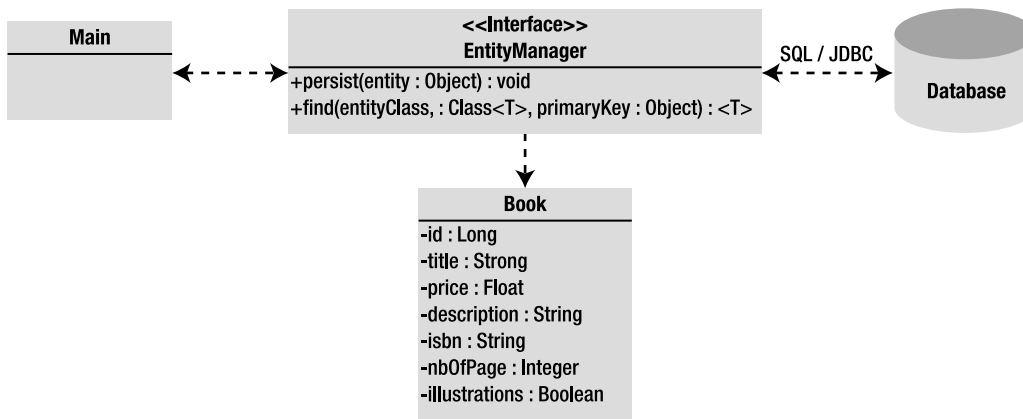 Main
<<Interface>>
EntityManager
+persist(entity : Object) : void
+find(entityClass, : Class<T>, primaryKey : Object) : <T>
SQL / JDBC
Database
Book
-id : Long
-title : Strong
-price : Float
-description : String
-isbn : String
-nbOfPage : Integer
-illustrations : Boolean